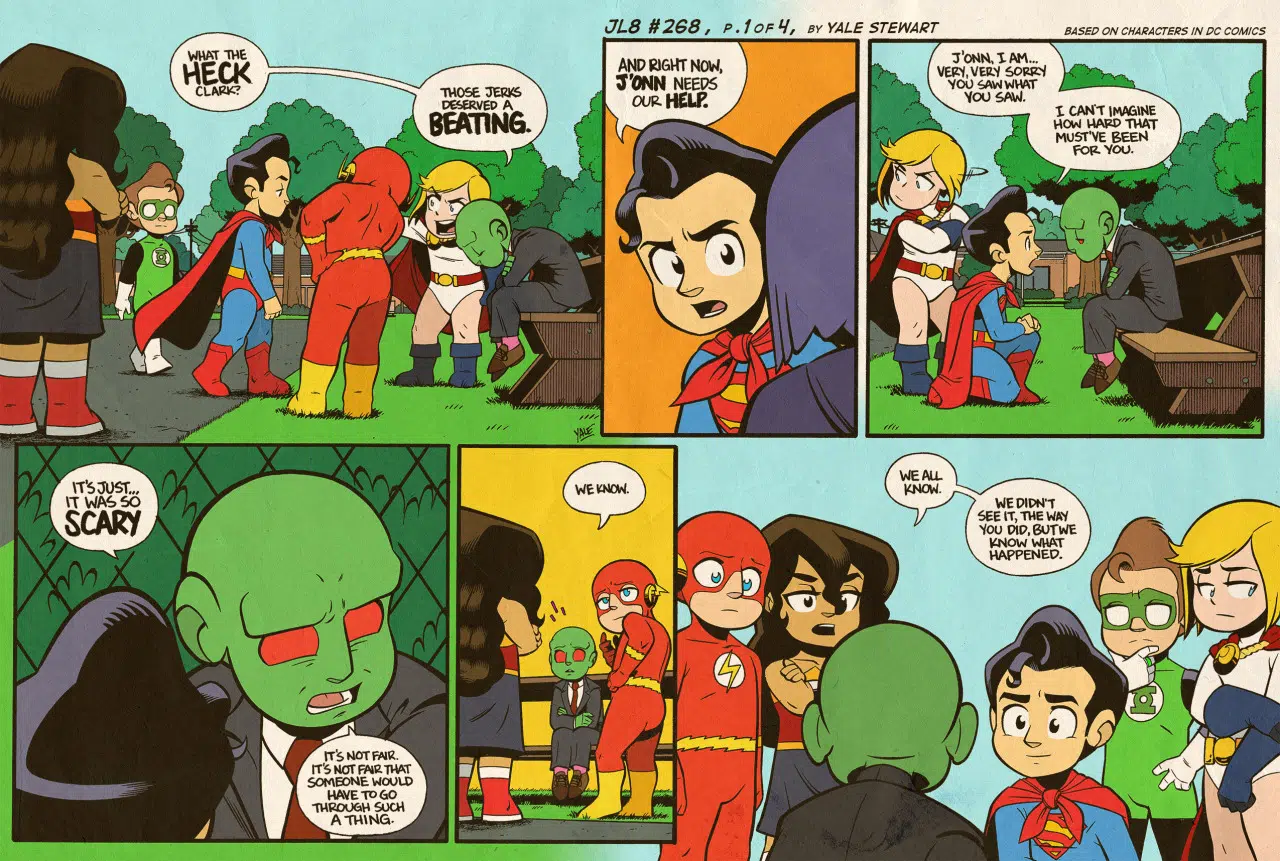 JL8 #268, P.1 OF 4, BY YALE STEWART
BASED ON CHARACTERS IN DC COMICS
WHAT THE
HECK
CLARK?
THOSE JERKS
DESERVED A
BEATING.
YALE
AND RIGHT NOW,
J'ONN NEEDS
OUR HELP.
J'ONN, I AM...
VERY, VERY SORRY
YOU SAW WHAT
YOU SAW.
I CAN'T IMAGINE
HOW HARD THAT
MUST'VE BEEN
FOR YOU.
IT'S JUST...
IT WAS SO
SCARY
IT'S NOT FAIR.
IT'S NOT FAIR THAT
SOMEONE WOULD
HAVE TO GO
THROUGH SUCH
A THING.
WE KNOW.
WE ALL
KNOW.
WE DIDN'T
SEE IT, THE WAY
YOU DID, BUT WE
KNOW WHAT
HAPPENED.